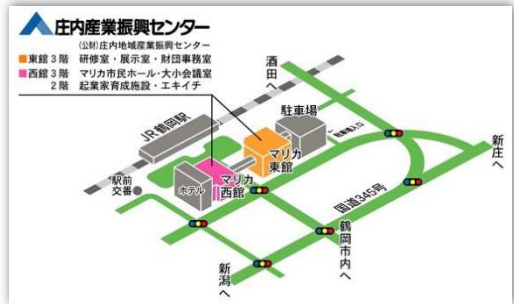 庄内産業振興センター
(公財)庄内地域産業振興センター
東館3階 研修室・展示室・財団事務室
西館3階 マリカ市民ホール・大小会議室
2階 起業家育成施設・エキイチ
酒田へ
駐車場
駐車場入口
JR鶴岡駅
マリカ
東館
新庄へ
マリカ
西館
ホテル
駅前
交番
国道345号
鶴岡市内へ
新潟へ